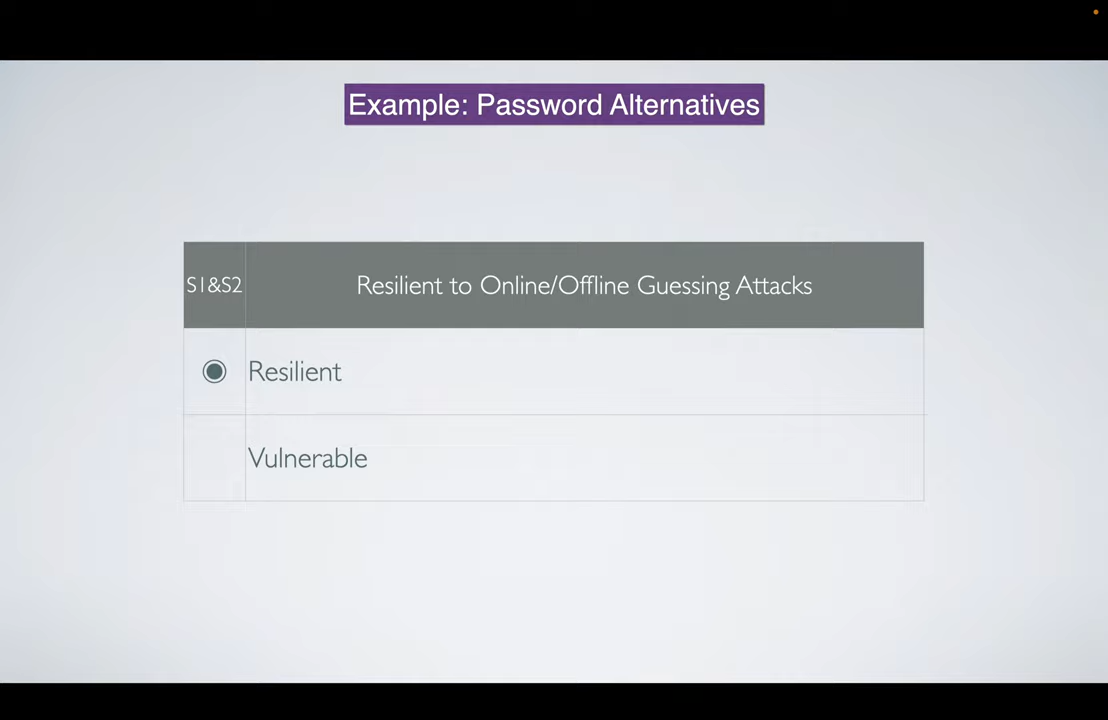 Example: Password Alternatives
S1&S2 Resilient to Online/Offline Guessing Attacks
Resilient
Vulnerable